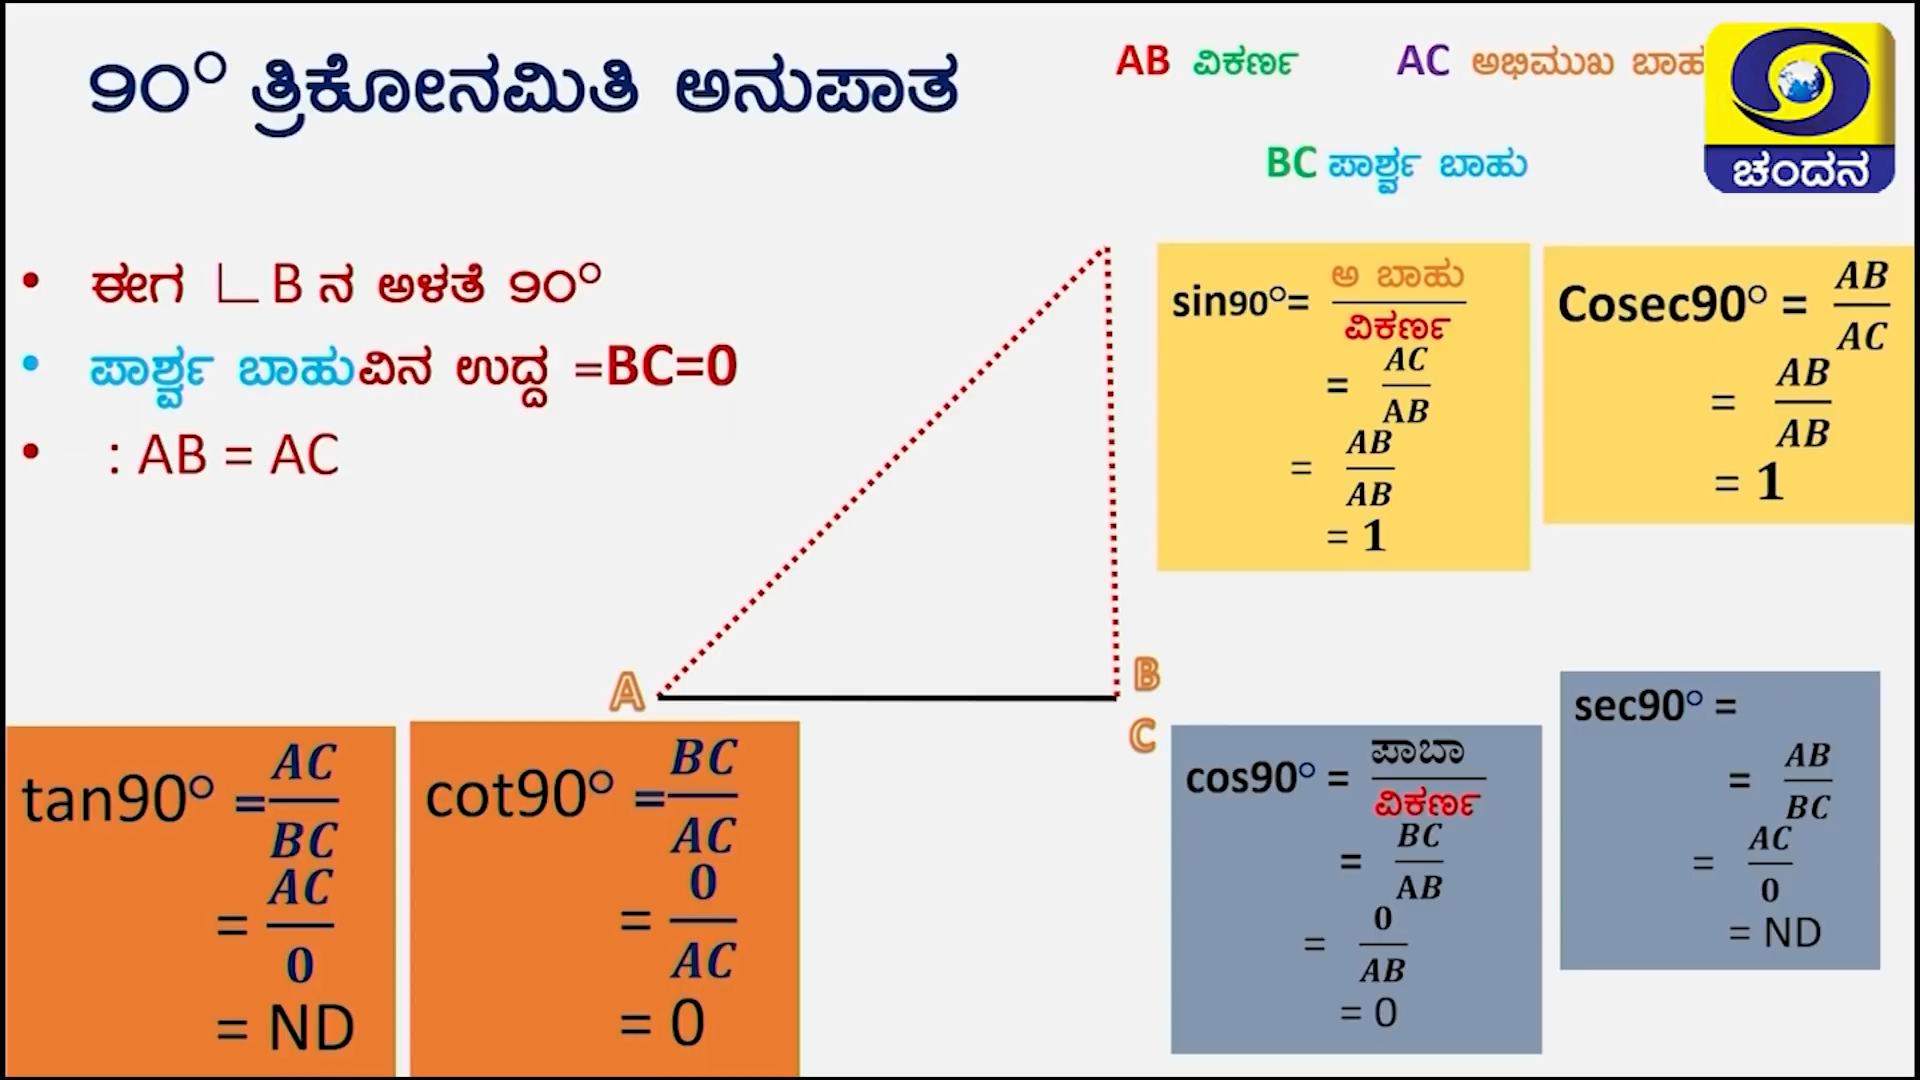 ೨೦° ತ್ರಿಕೋನಮಿತಿ ಅನುಪಾತ
AB ವಿಕರ್ಣ AC ಅಭಿಮುಖ ಬಾಹ
BC ಪಾರ್ಶ್ವ ಬಾಹು
ಚಂದನ
• ಈಗ ∟B ನ ಅಳತೆ ೨೦°
• ಪಾರ್ಶ್ವ ಬಾಹುವಿನ ಉದ್ದ =BC=0
• : AB = AC
sin90°= ಅ ಬಾಹು / ವಿಕರ್ಣ
= AC / AB
= AB / AB
= 1
Cosec90° = AB / AC
= AB / AB
= 1
A
B
C
tan90° = AC / BC
= AC / 0
= ND
cot90° = BC / AC
= 0 / AC
= 0
cos90° = ಪಾಬಾ / ವಿಕರ್ಣ
= BC / AB
= 0 / AB
= 0
sec90° =
= AB / BC
= AC / 0
= ND